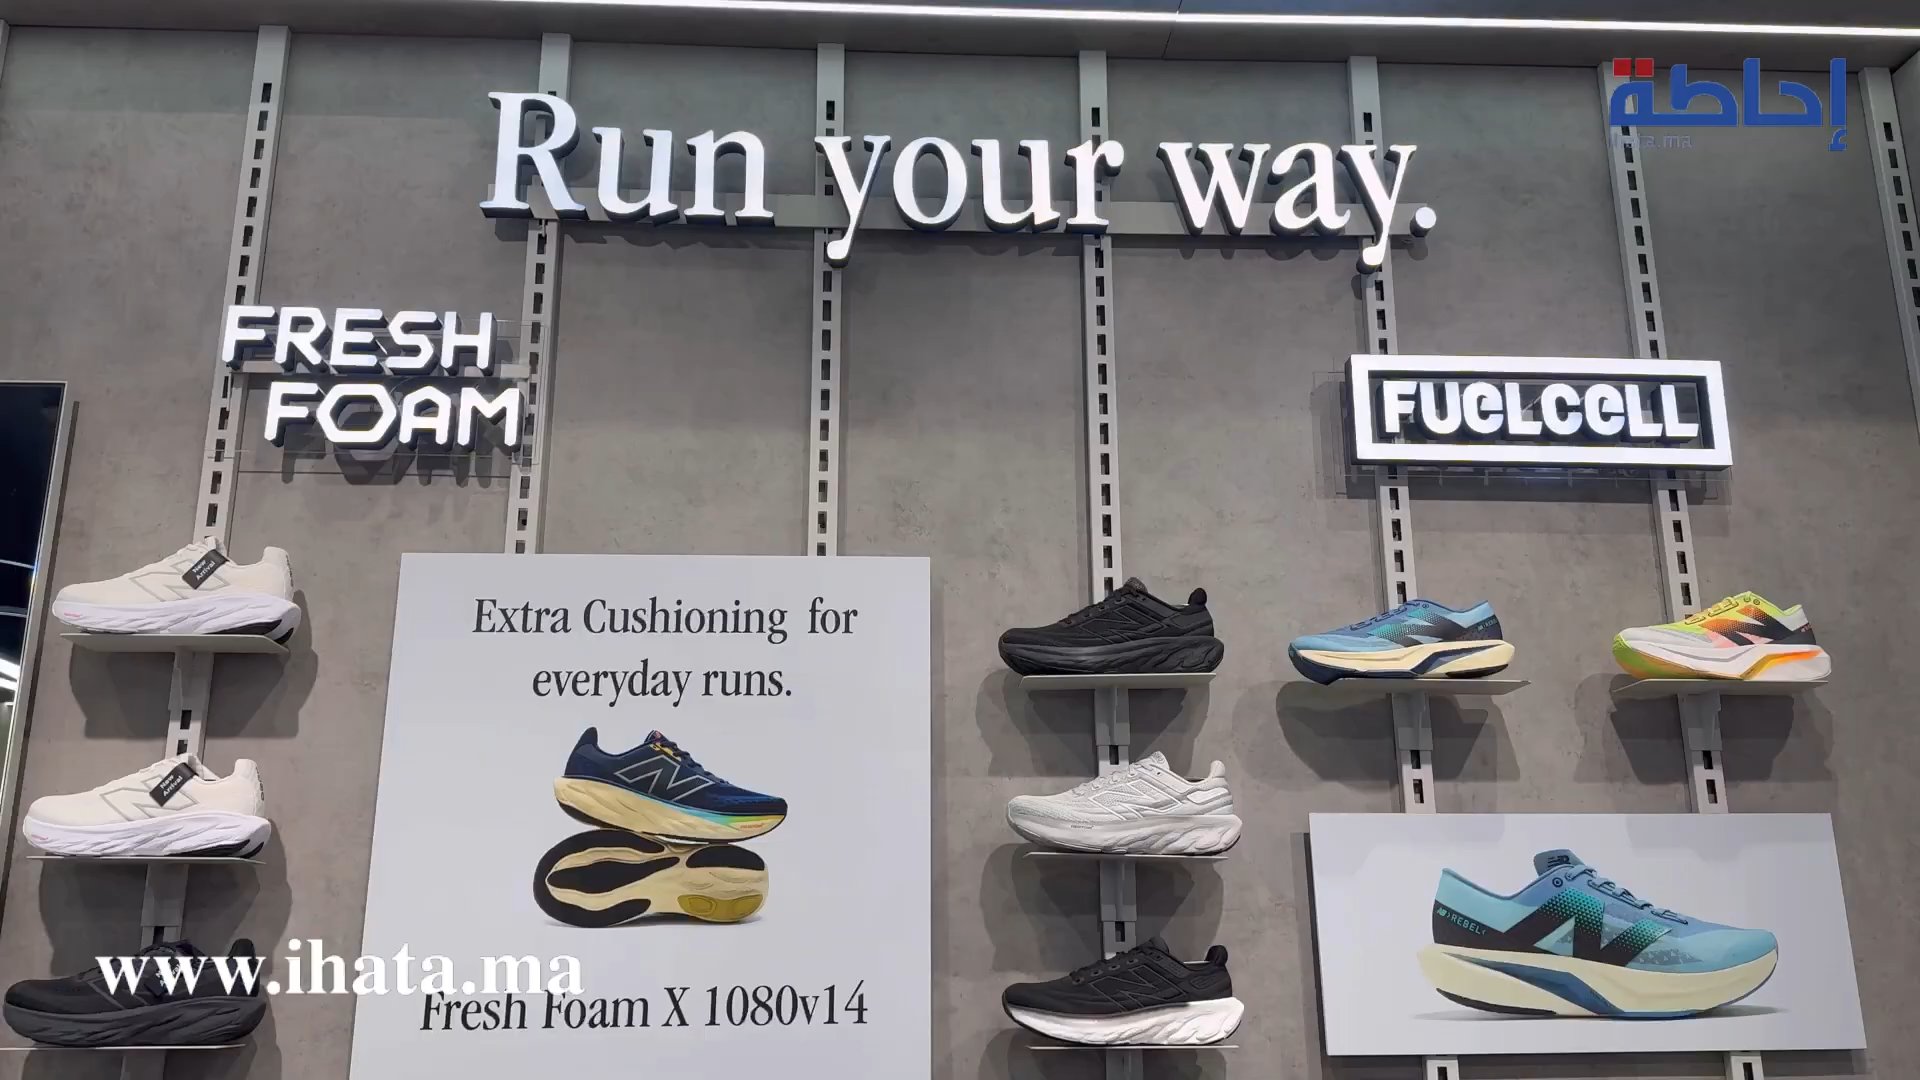 Run your way.
إحاطة
ihata.ma
FRESH
FOAM
FUELCELL
New
Arrival
Extra Cushioning for
everyday runs.
New
Arrival
REBEL
www.ihata.ma
Fresh Foam X 1080v14